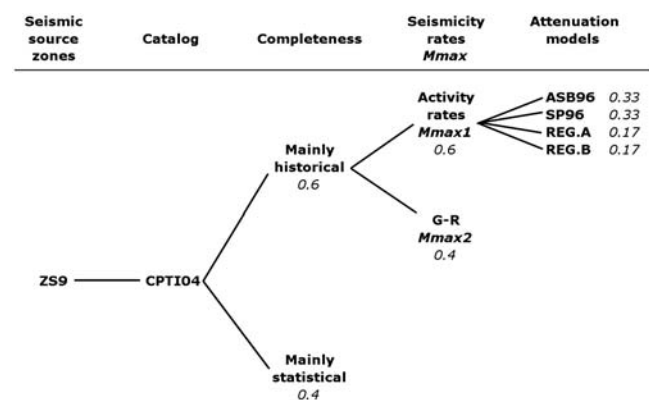 Seismic source zones
Catalog
Completeness
Seismicity rates Mmax
Attenuation models
ZS9
CPTI04
Mainly historical
0.6
Mainly statistical
0.4
Activity rates
Mmax1
0.6
G-R
Mmax2
0.4
ASB96 0.33
SP96 0.33
REG.A 0.17
REG.B 0.17